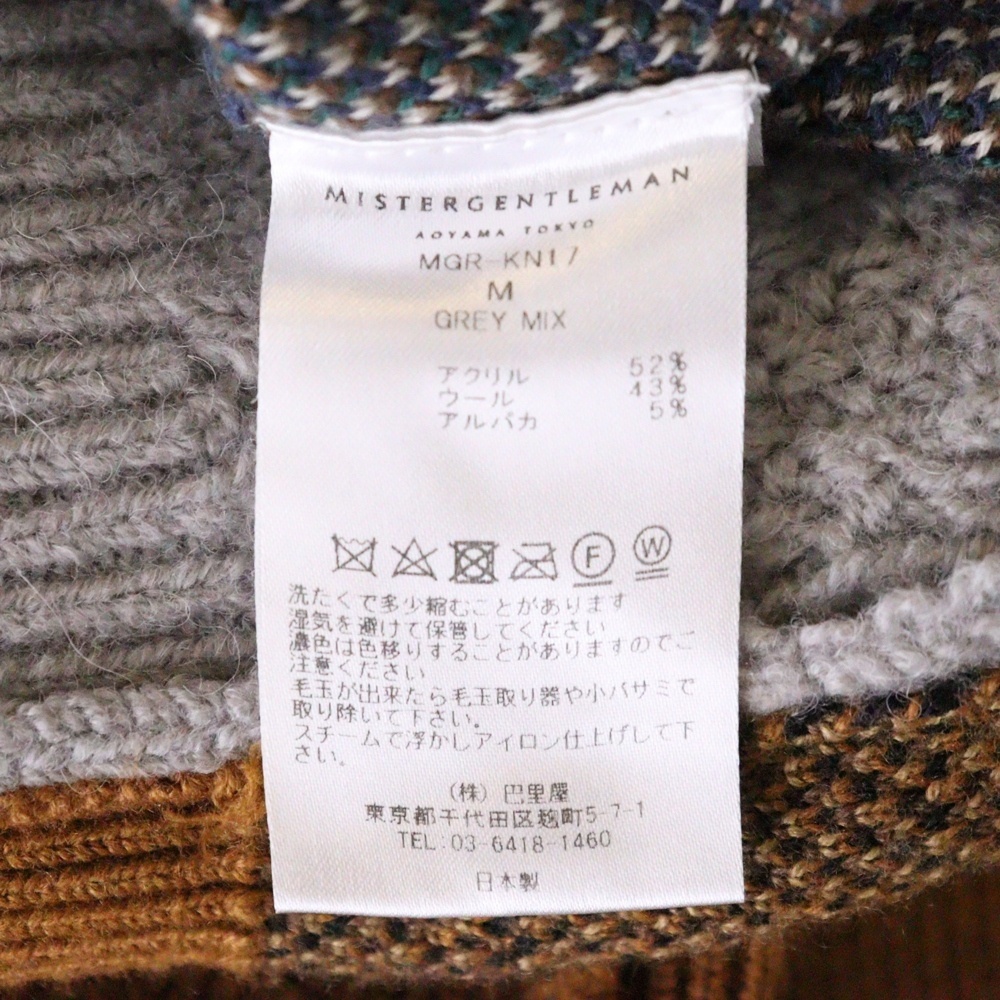 MISTERGENTLEMAN
AOYAMA TOKYO
MGR-KN17
M
GREY MIX
アクリル 52%
ウール 43%
アルパカ 5%
F W
洗たくで多少縮むことがあります
湿気を避けて保管してください
濃色は色移りすることがありますのでご
注意ください
毛玉が出来たら毛玉取り器や小バサミで
取り除いて下さい。
スチームで浮かしアイロン仕上げして下
さい。
(株) 巴里屋
東京都千代田区麹町5-7-1
TEL:03-6418-1460
日本製